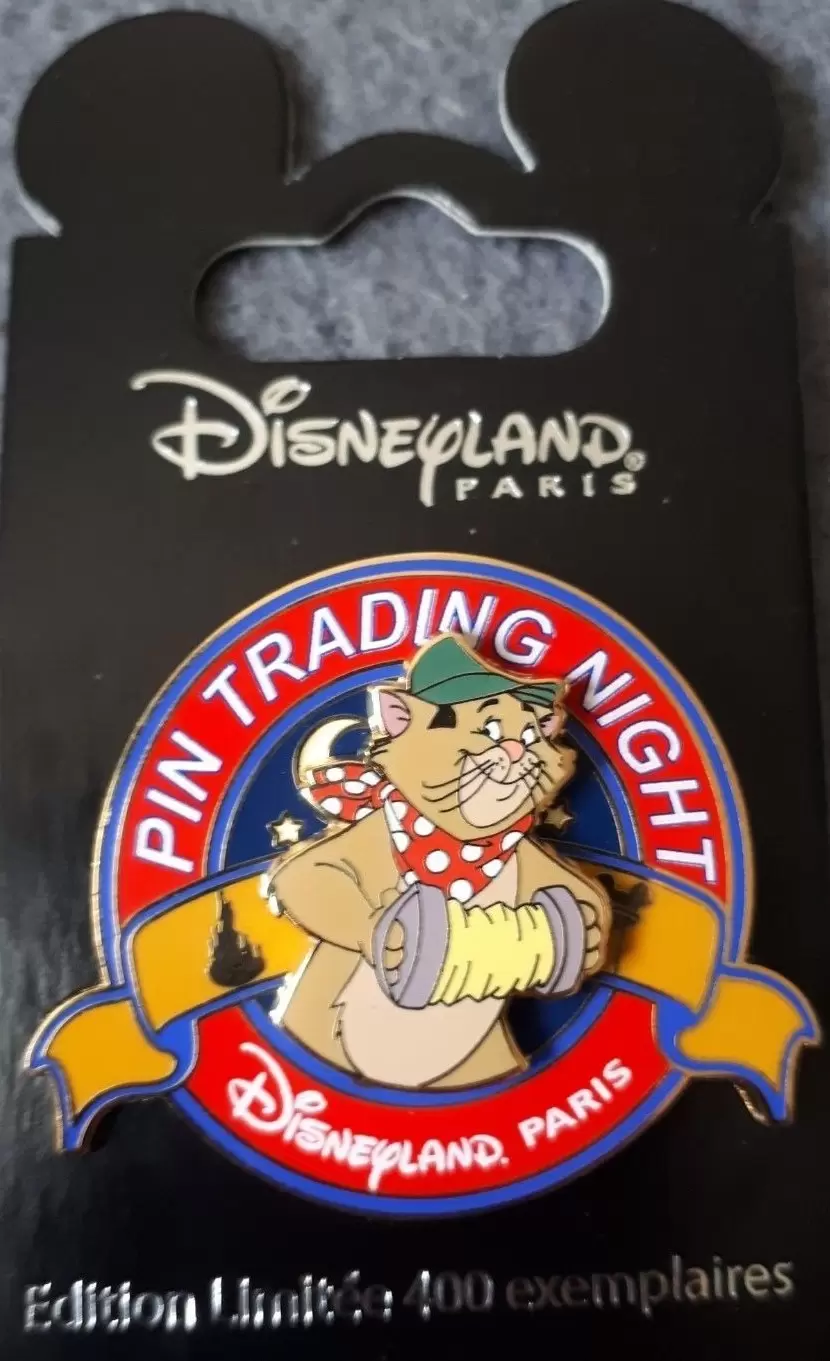 DISNEYLAND®
PARIS
PIN TRADING NIGHT
DISNEYLAND® PARIS
Edition Limitée 400 exemplaires